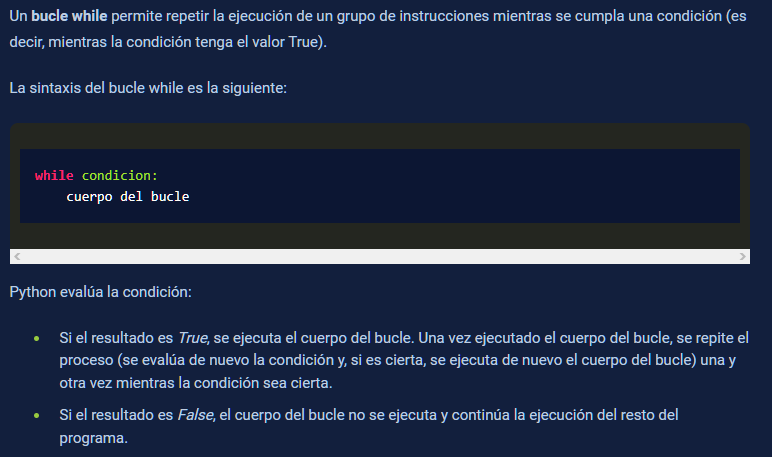 Un bucle while permite repetir la ejecución de un grupo de instrucciones mientras se cumpla una condición (es
decir, mientras la condición tenga el valor True).
La sintaxis del bucle while es la siguiente:
while condicion:
    cuerpo del bucle
Python evalúa la condición:
Si el resultado es True, se ejecuta el cuerpo del bucle. Una vez ejecutado el cuerpo del bucle, se repite el
proceso (se evalúa de nuevo la condición y, si es cierta, se ejecuta de nuevo el cuerpo del bucle) una y
otra vez mientras la condición sea cierta.
Si el resultado es False, el cuerpo del bucle no se ejecuta y continúa la ejecución del resto del
programa.